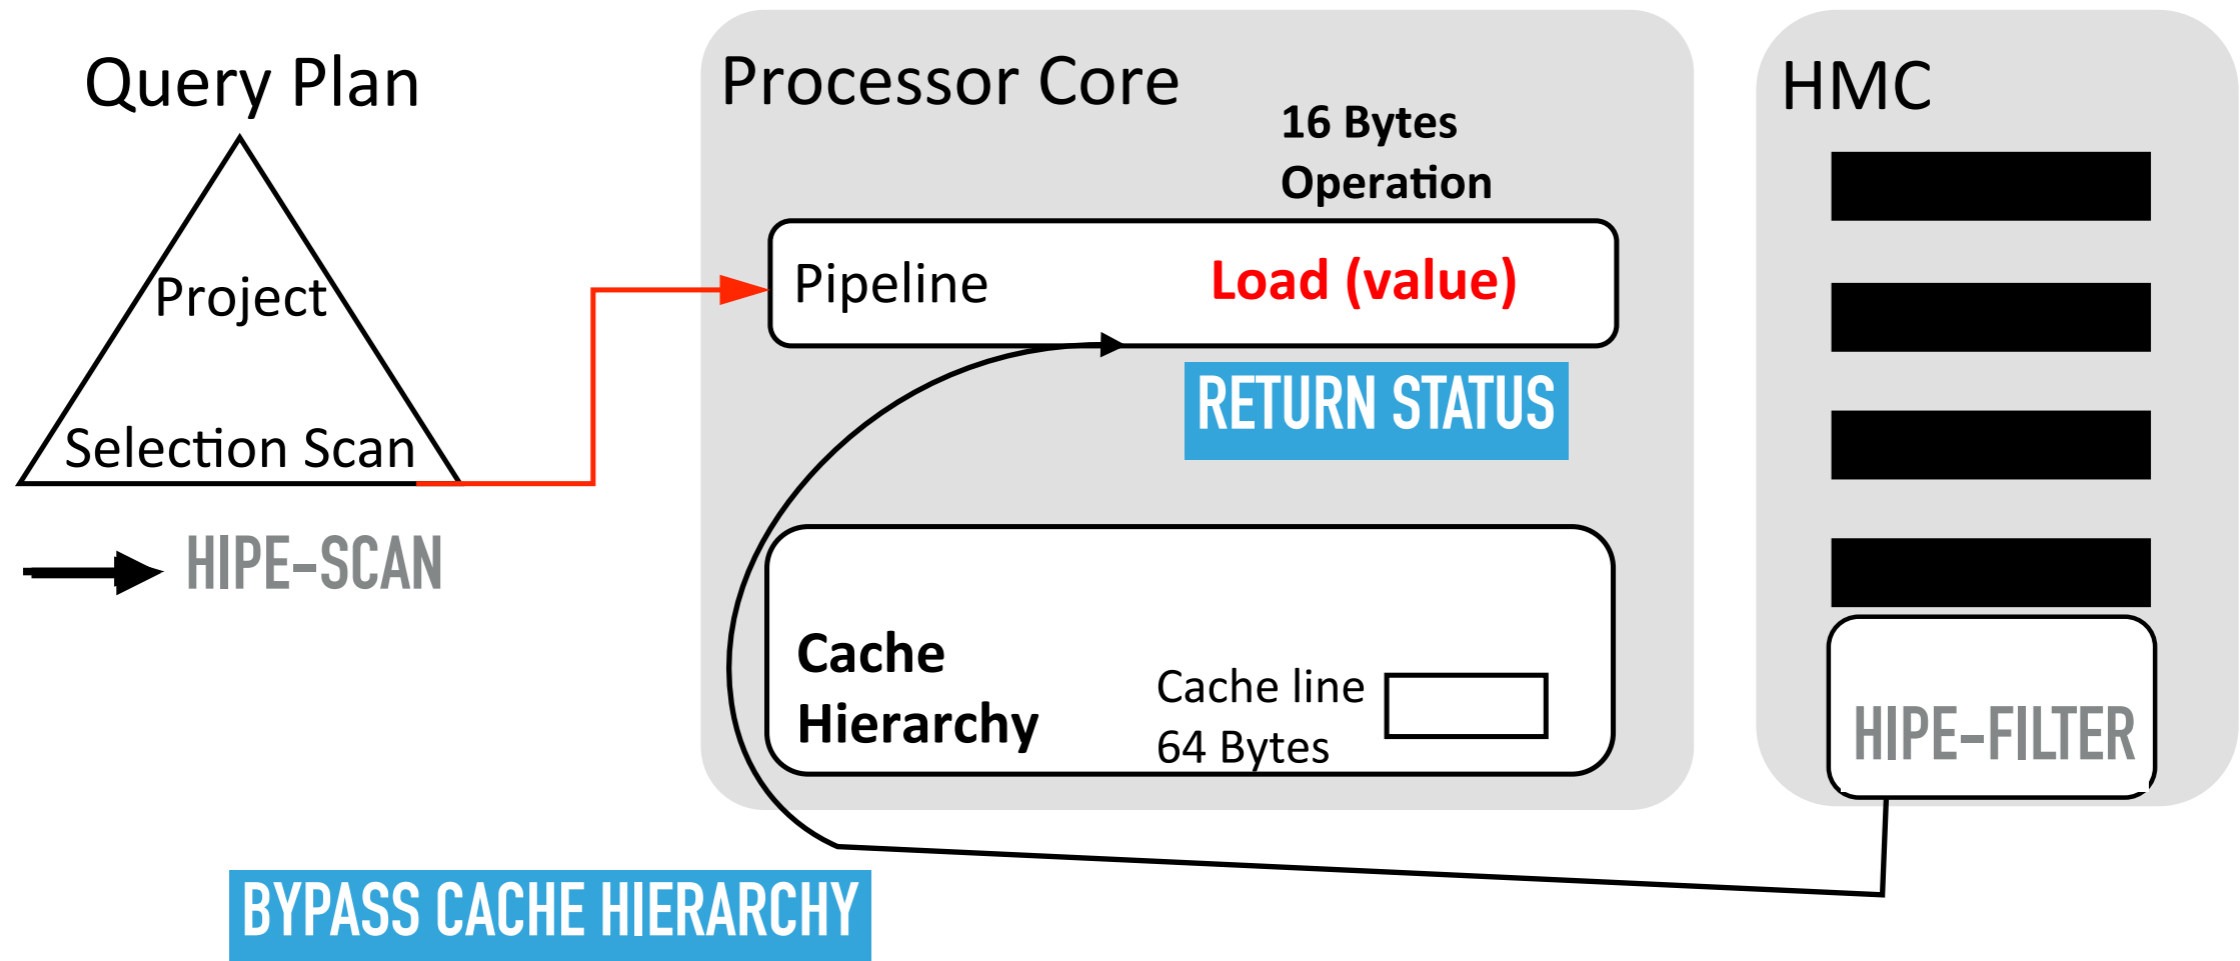 Query Plan
Project
Selection Scan
HIPE-SCAN
Processor Core
16 Bytes
Operation
Pipeline
Load (value)
RETURN STATUS
Cache
Hierarchy
Cache line
64 Bytes
HMC
HIPE-FILTER
BYPASS CACHE HIERARCHY